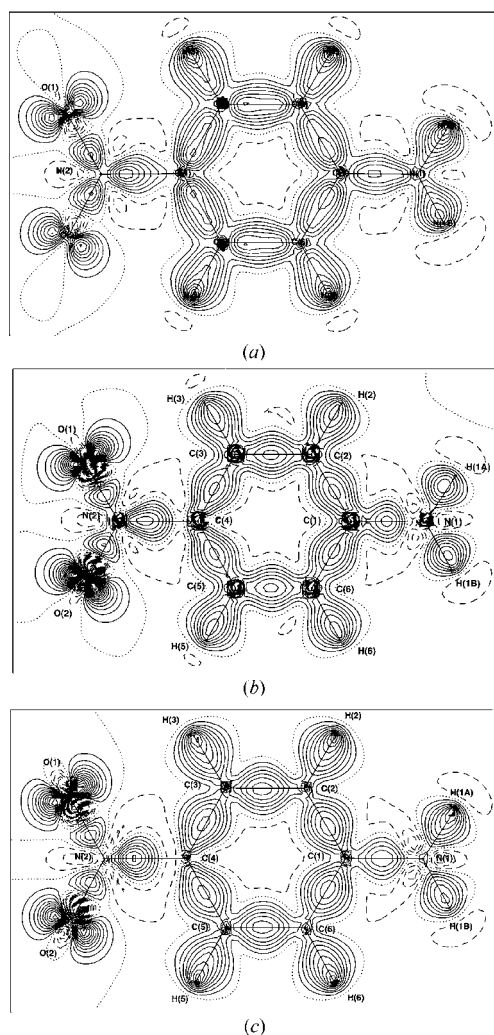 O(1)
N(2)
(a)
H(3) H(2)
O(1)
C(3) C(2)
H(1A)
N(2) C(4) C(1) N(1)
C(5) C(6)
H(1B)
O(2)
H(5) H(6)
(b)
H(3) H(2)
O(1)
H(1A)
C(3) C(2)
N(2) C(4) C(1) N(1)
C(5) C(6)
H(1B)
O(2)
H(5) H(6)
(c)